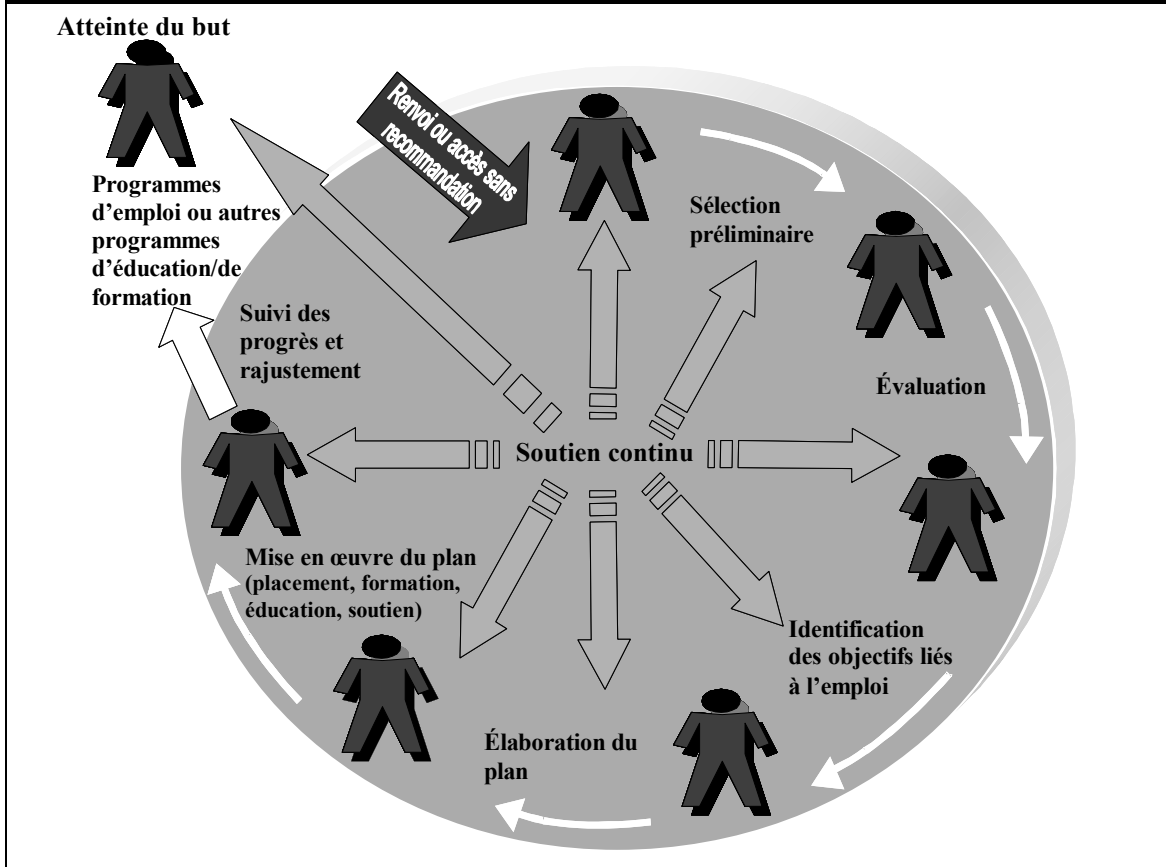 Atteinte du but
Programmes
d’emploi ou autres
programmes
d’éducation/de
formation
Renvoi ou accès sans
recommandation
Sélection
préliminaire
Évaluation
Suivi des
progrès et
rajustement
Soutien continu
Identification
des objectifs liés
à l’emploi
Élaboration du
plan
Mise en œuvre du plan
(placement, formation,
éducation, soutien)